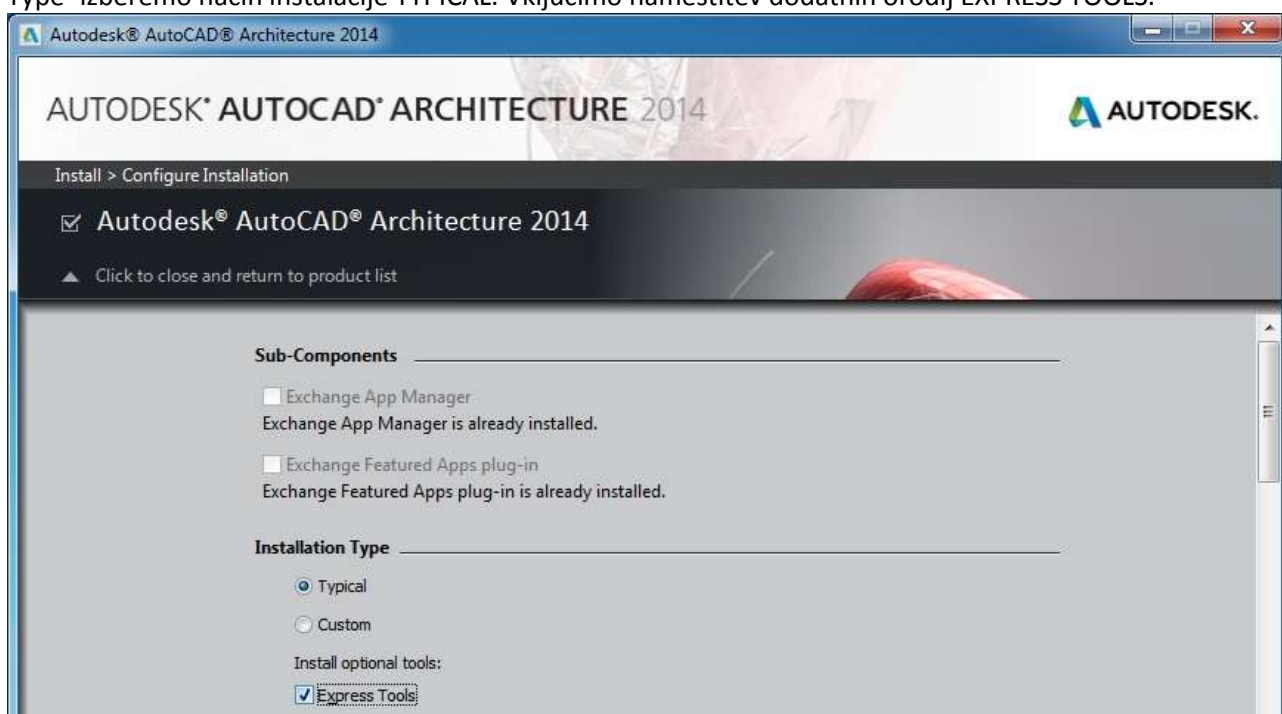 Type" izberemo način instalacije TYPICAL. Vključimo namestitev dodatnih orodij EXPRESS TOOLS.
Autodesk® AutoCAD® Architecture 2014
AUTODESK® AUTOCAD® ARCHITECTURE 2014
AUTODESK.
Install > Configure Installation
Autodesk® AutoCAD® Architecture 2014
Click to close and return to product list
Sub-Components
Exchange App Manager
Exchange App Manager is already installed.
Exchange Featured Apps plug-in
Exchange Featured Apps plug-in is already installed.
Installation Type
Typical
Custom
Install optional tools:
Express Tools